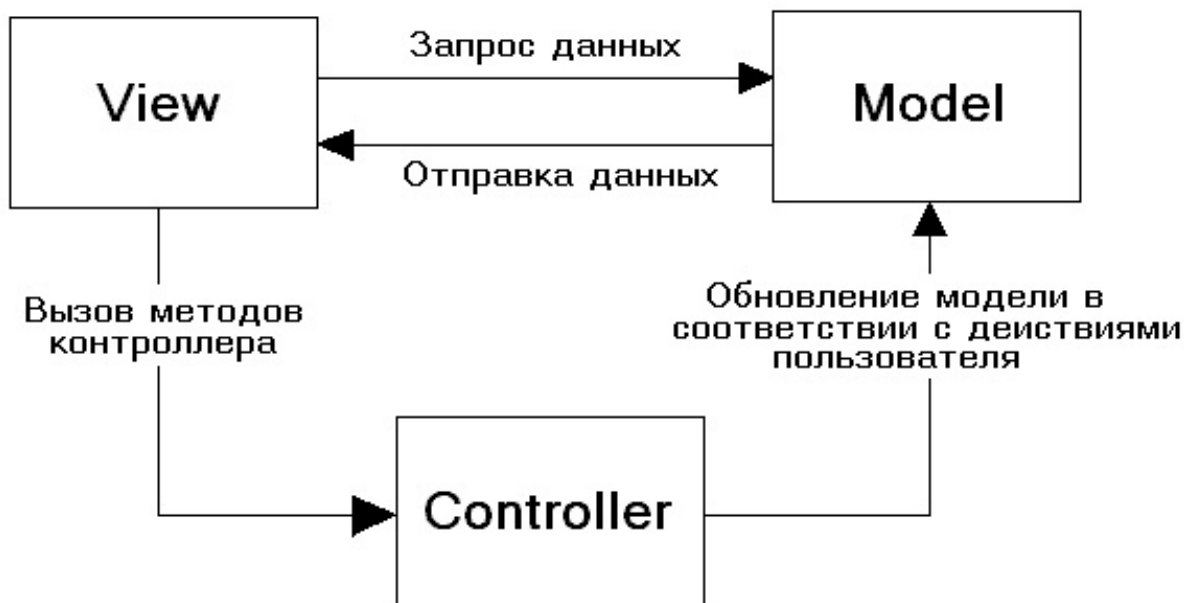 Запрос данных
View
Model
Отправка данных
Вызов методов
контроллера
Обновление модели в
соответствии с деиствиями
пользователя
Controller